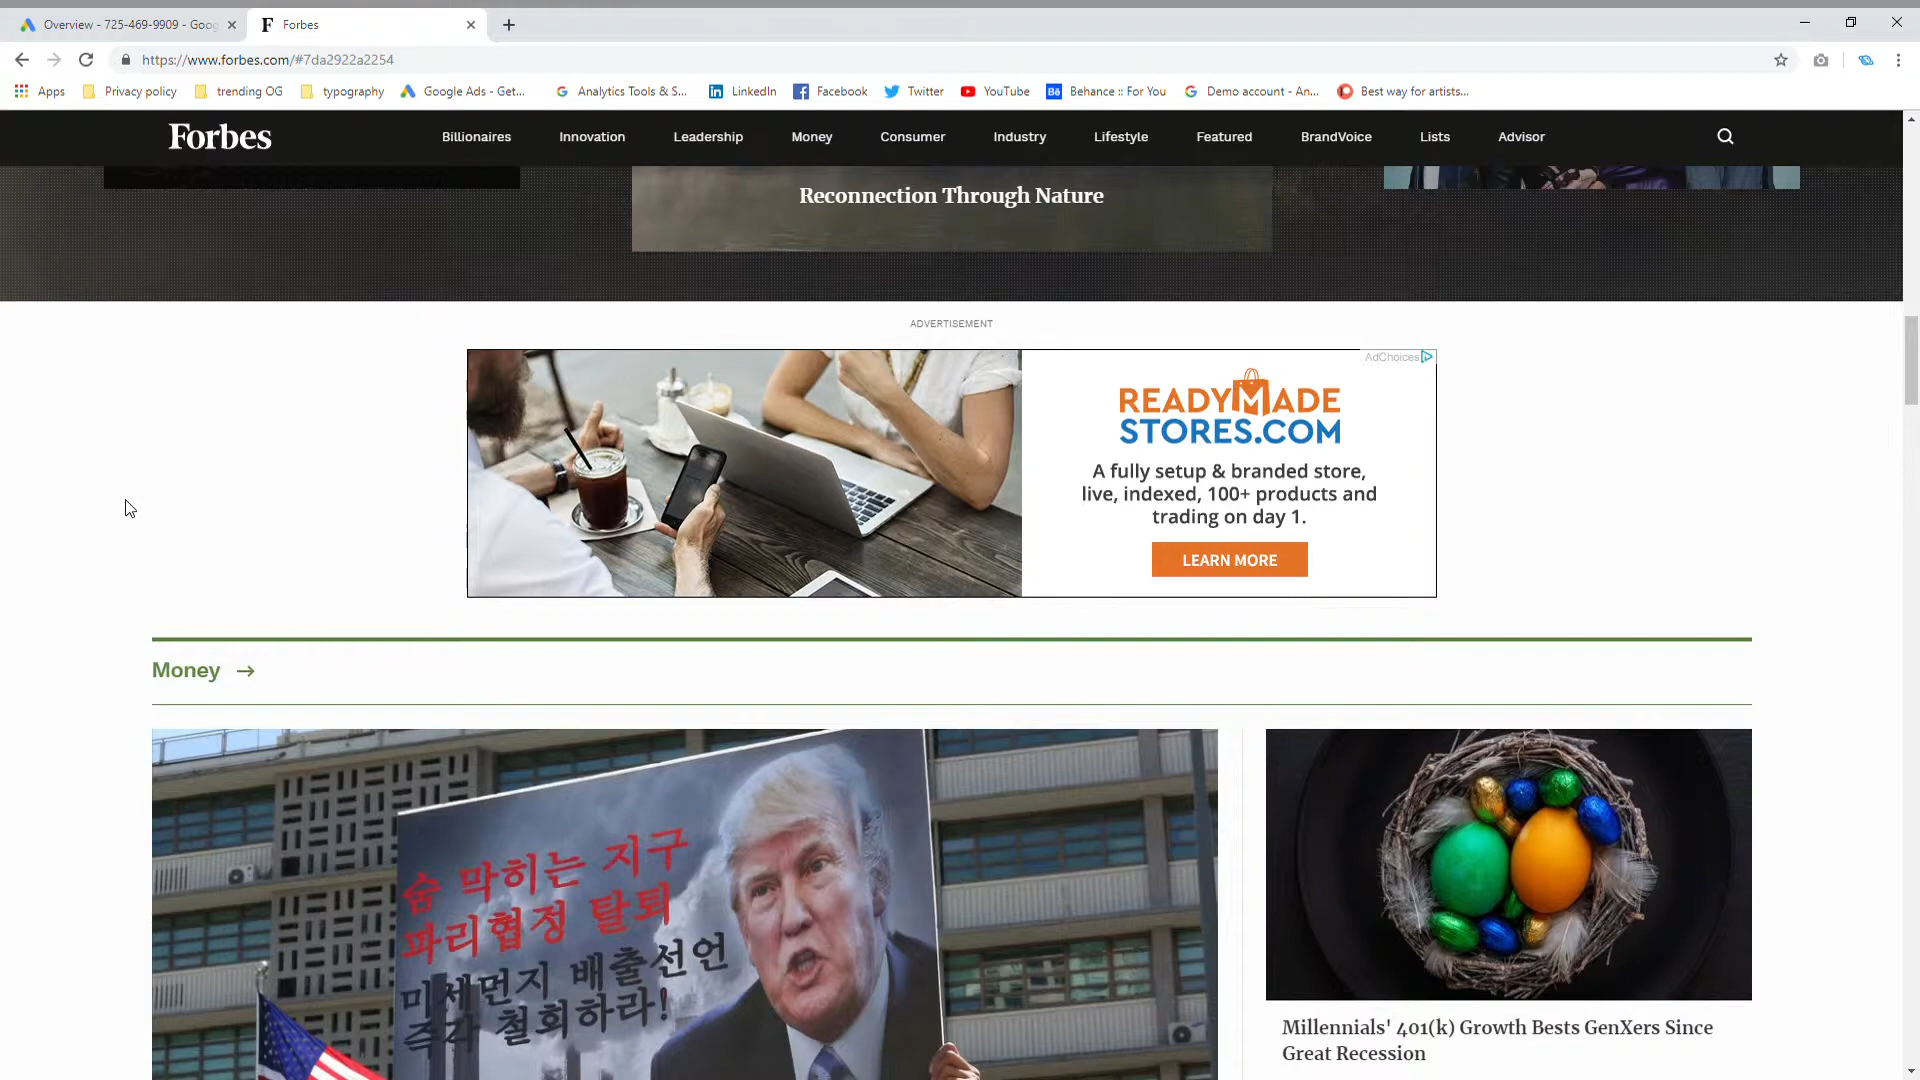 Overview - 725-469-9909 - Goog
Forbes
https://www.forbes.com/#7da2922a2254
Apps
Privacy policy
trending OG
typography
Google Ads - Get...
Analytics Tools & S...
LinkedIn
Facebook
Twitter
YouTube
Bē
Behance :: For You
Demo account - An...
Best way for artists...
Forbes
Billionaires
Innovation
Leadership
Money
Consumer
Industry
Lifestyle
Featured
BrandVoice
Lists
Advisor
Reconnection Through Nature
ADVERTISEMENT
AdChoices
READYMADE
STORES.COM
A fully setup & branded store,
live, indexed, 100+ products and
trading on day 1.
LEARN MORE
Money →
숨 막히는 지구
파리협정 탈퇴
미세먼지 배출선언
즉각 철회하라!
Millennials' 401(k) Growth Bests GenXers Since
Great Recession